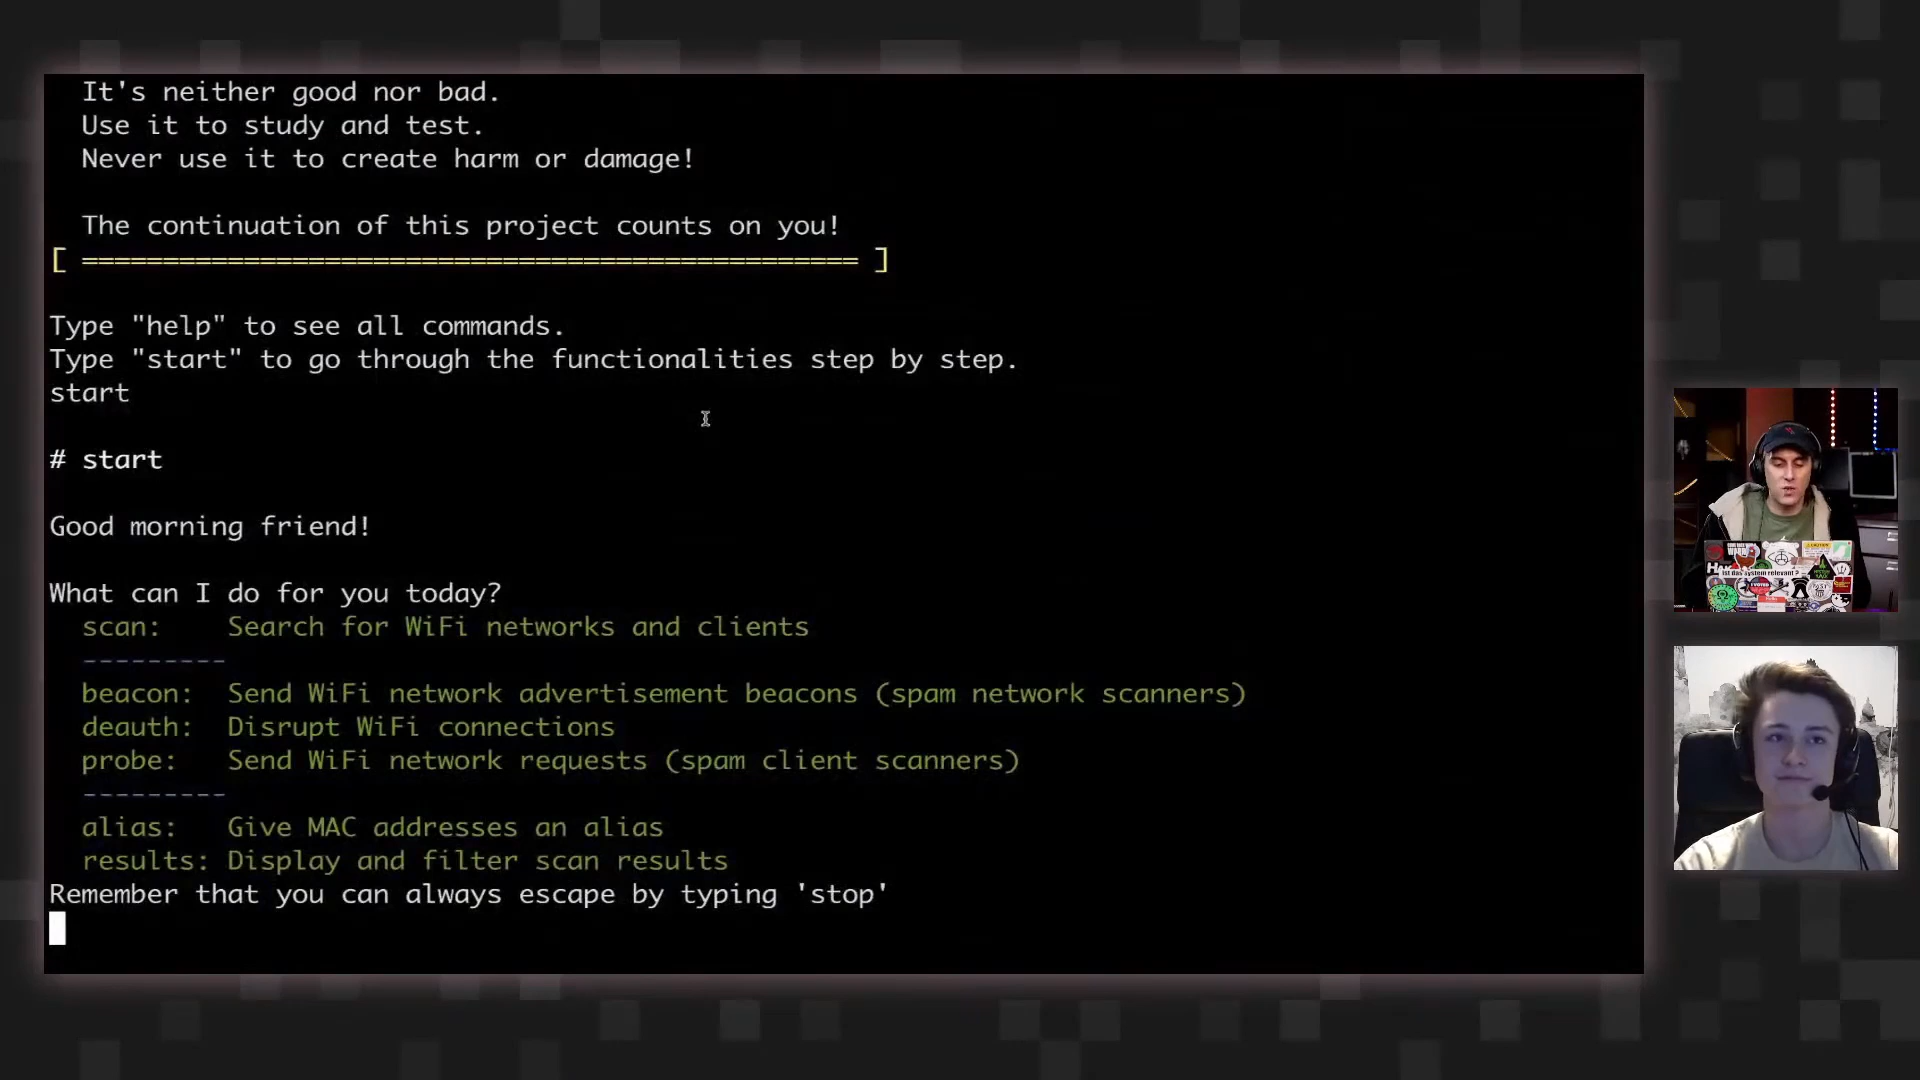 It's neither good nor bad.
Use it to study and test.
Never use it to create harm or damage!
The continuation of this project counts on you!
[ ================================================ ]
Type "help" to see all commands.
Type "start" to go through the functionalities step by step.
start
# start
Good morning friend!
What can I do for you today?
scan: Search for WiFi networks and clients
---------
beacon: Send WiFi network advertisement beacons (spam network scanners)
deauth: Disrupt WiFi connections
probe: Send WiFi network requests (spam client scanners)
---------
alias: Give MAC addresses an alias
results: Display and filter scan results
Remember that you can always escape by typing 'stop'
ist das system relevant ?